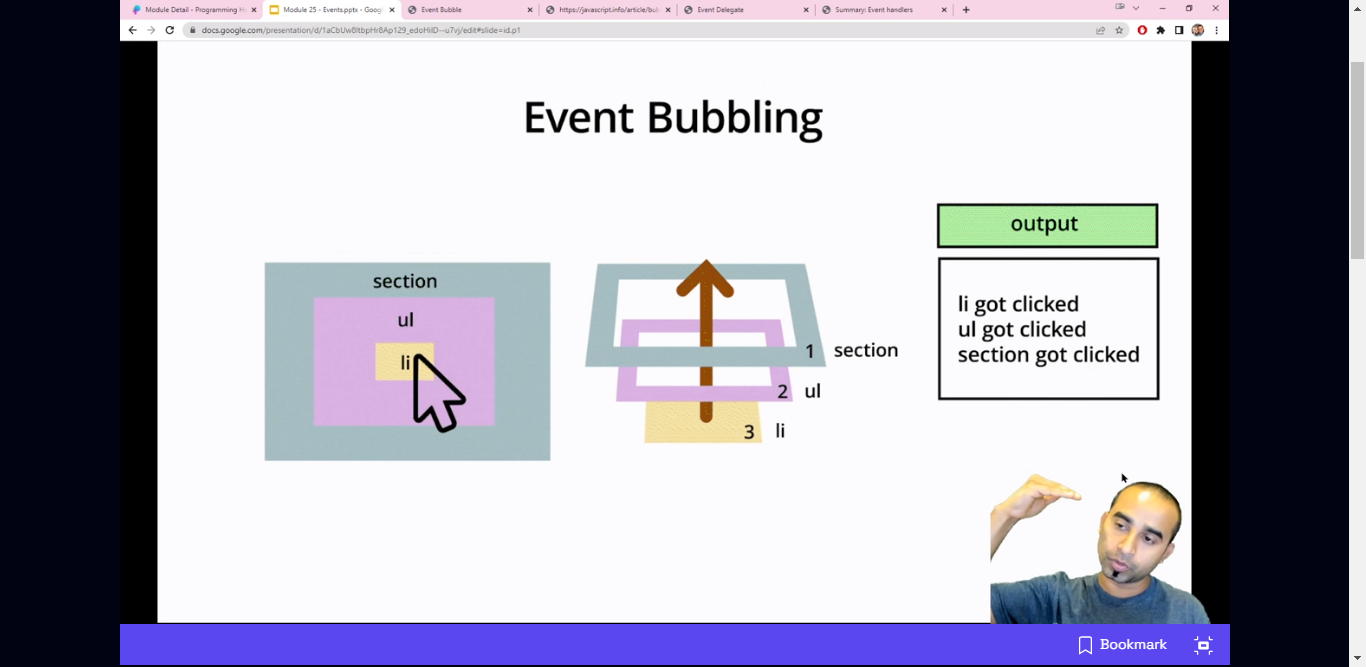 Module Detail - Programming H
Module 25 - Events.pptx - Goog
Event Bubble
https://javascript.info/article/bu
Event Delegate
Summary: Event handlers
docs.google.com/presentation/d/1aCbUw8ltbpHr8Ap129_edoHilD--u7vj/edit#slide=id.p1
Event Bubbling
output
section
ul
li
1 section
2 ul
3 li
li got clicked
ul got clicked
section got clicked
Bookmark